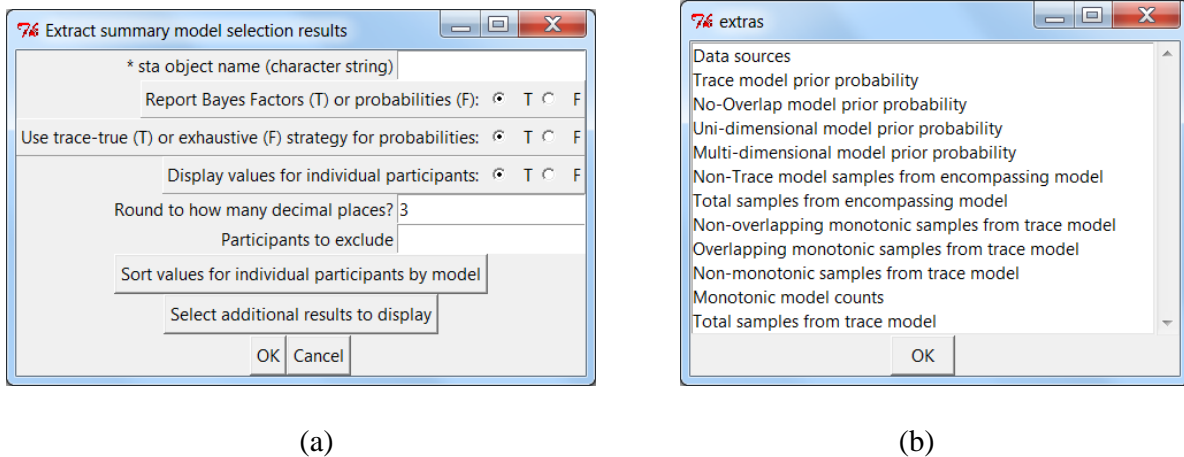 Extract summary model selection results
* sta object name (character string)
Report Bayes Factors (T) or probabilities (F): T F
Use trace-true (T) or exhaustive (F) strategy for probabilities: T F
Display values for individual participants: T F
Round to how many decimal places? 3
Participants to exclude
Sort values for individual participants by model
Select additional results to display
OK Cancel
(a)
extras
Data sources
Trace model prior probability
No-Overlap model prior probability
Uni-dimensional model prior probability
Multi-dimensional model prior probability
Non-Trace model samples from encompassing model
Total samples from encompassing model
Non-overlapping monotonic samples from trace model
Overlapping monotonic samples from trace model
Non-monotonic samples from trace model
Monotonic model counts
Total samples from trace model
OK
(b)